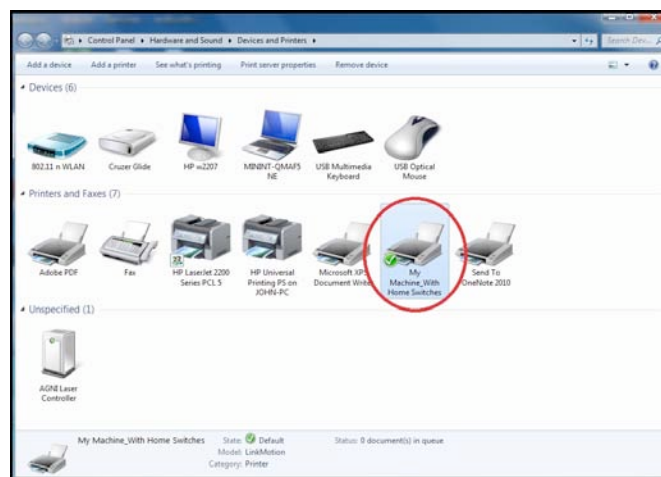 Control Panel ▸ Hardware and Sound ▸ Devices and Printers ▸
Search Dev...
Add a device Add a printer See what's printing Print server properties Remove device
Devices (6)
802.11 n WLAN
Cruzer Glide
HP w2207
MININT-QMAF5
NE
USB Multimedia
Keyboard
USB Optical
Mouse
Printers and Faxes (7)
Adobe PDF
Fax
HP LaserJet 2200
Series PCL 5
HP Universal
Printing PS on
JOHN-PC
Microsoft XPS
Document Writer
My
Machine_With
Home Switches
Send To
OneNote 2010
Unspecified (1)
AGNI Laser
Controller
My Machine_With Home Switches State: Default Status: 0 document(s) in queue
Model: LinkMotion
Category: Printer